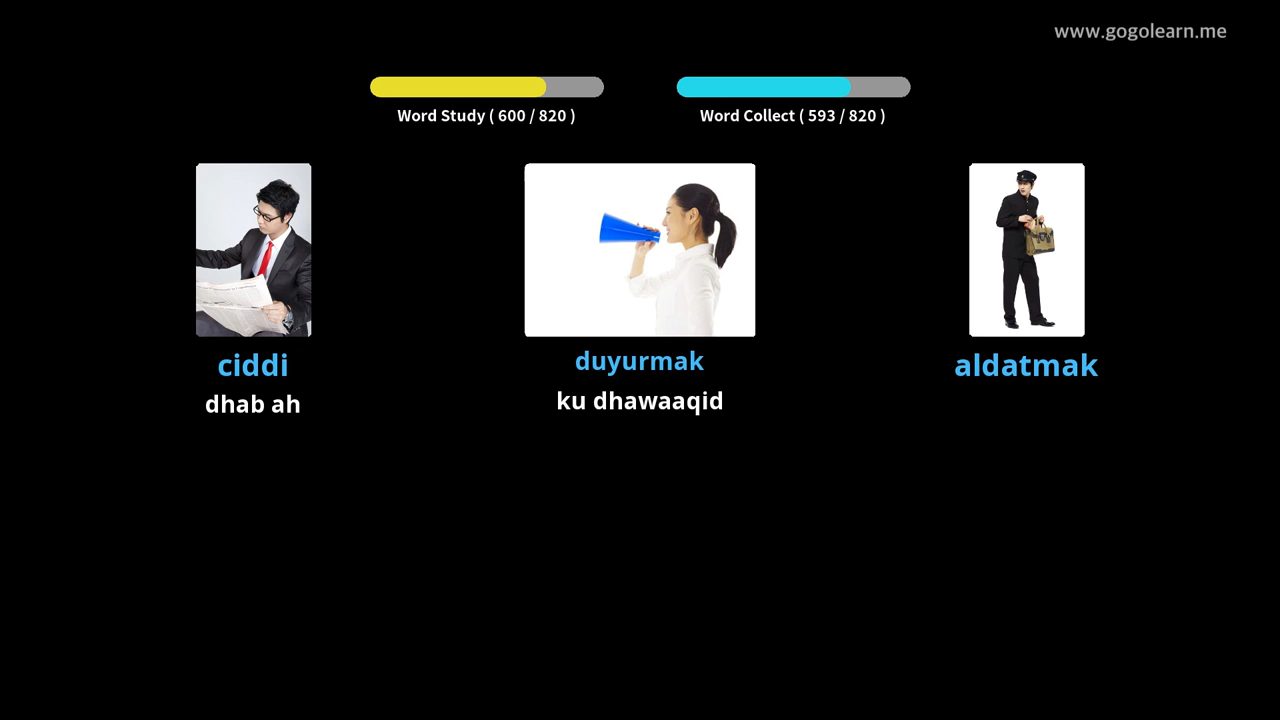 www.gogolearn.me
Word Study ( 600 / 820 )
Word Collect ( 593 / 820 )
ciddi
dhab ah
duyurmak
ku dhawaaqid
aldatmak